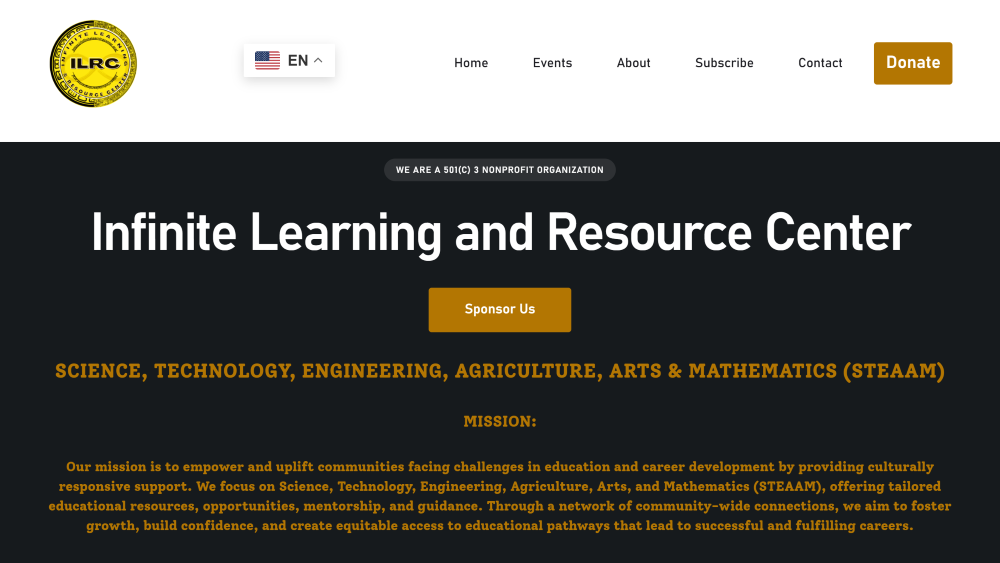 INFINITE LEARNING
ILRC
RESOURCE CENTER
EN
Home
Events
About
Subscribe
Contact
Donate
WE ARE A 501(C) 3 NONPROFIT ORGANIZATION
Infinite Learning and Resource Center
Sponsor Us
SCIENCE, TECHNOLOGY, ENGINEERING, AGRICULTURE, ARTS & MATHEMATICS (STEAAM)
MISSION:
Our mission is to empower and uplift communities facing challenges in education and career development by providing culturally
responsive support. We focus on Science, Technology, Engineering, Agriculture, Arts, and Mathematics (STEAAM), offering tailored
educational resources, opportunities, mentorship, and guidance. Through a network of community-wide connections, we aim to foster
growth, build confidence, and create equitable access to educational pathways that lead to successful and fulfilling careers.